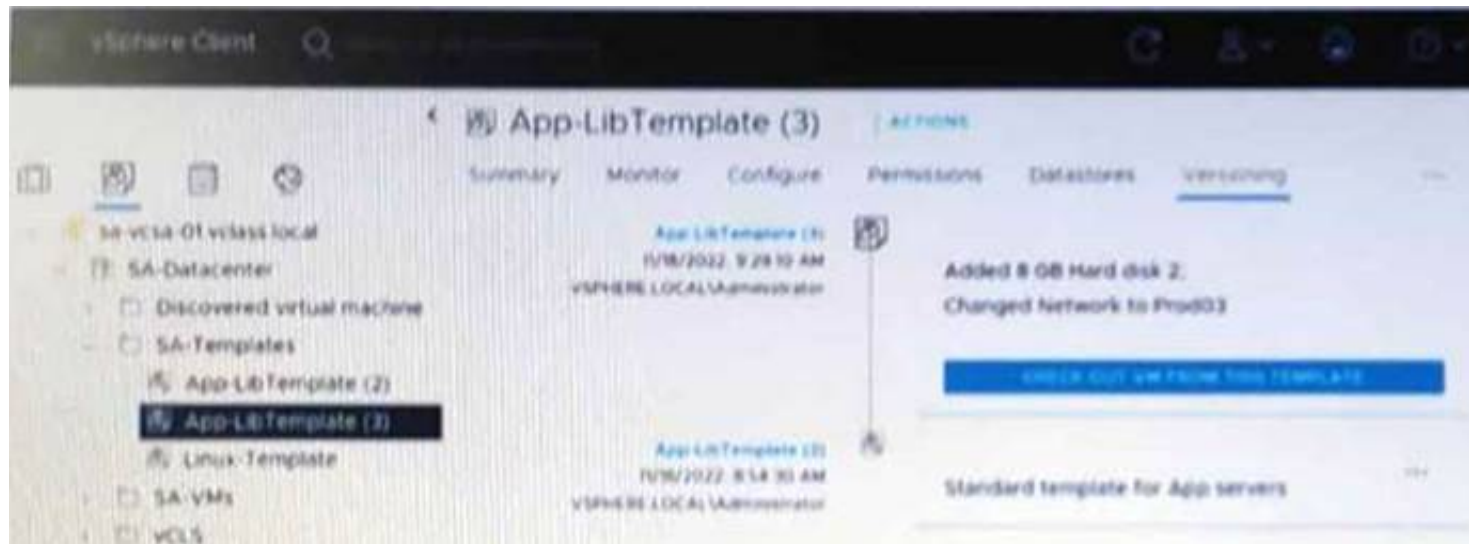 vSphere Client
App-LibTemplate (3)
ACTIONS
Summary Monitor Configure Permissions Datastores Versioning
sa-vcsa-01.vclass.local
SA-Datacenter
Discovered virtual machine
SA-Templates
App-LibTemplate (2)
App-LibTemplate (3)
Linux-Template
SA-VMs
vCLS
App-LibTemplate (3)
11/18/2022, 9:29:10 AM
VSPHERE.LOCAL\Administrator
App-LibTemplate (2)
8:54:30 AM
VSPHERE.LOCAL\Administrator
Added 8 GB Hard disk 2.
Changed Network to Prod03
CHECK OUT VM FROM THIS TEMPLATE
Standard template for App servers